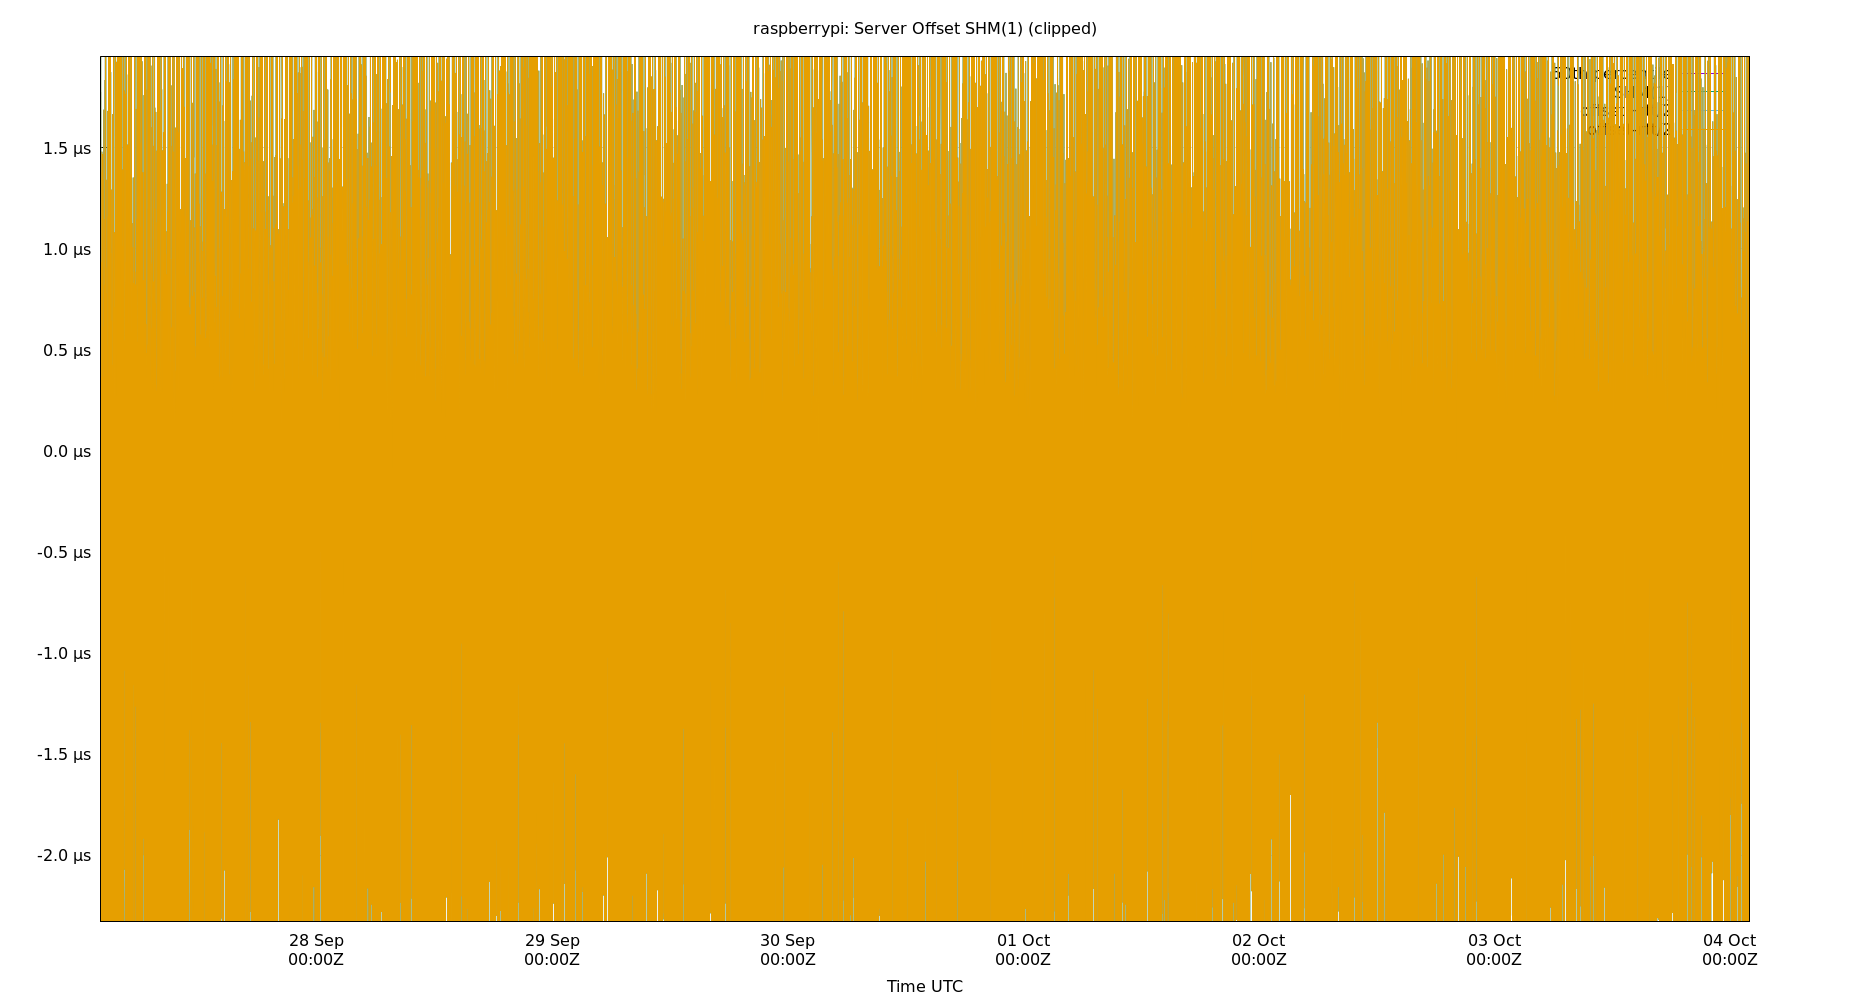 raspberrypi: Server Offset SHM(1) (clipped)
1.5 µs
1.0 µs
0.5 µs
0.0 µs
-0.5 µs
-1.0 µs
-1.5 µs
-2.0 µs
28 Sep 29 Sep 30 Sep 01 Oct 02 Oct 03 Oct 04 Oct
00:00Z 00:00Z 00:00Z 00:00Z 00:00Z 00:00Z 00:00Z
Time UTC